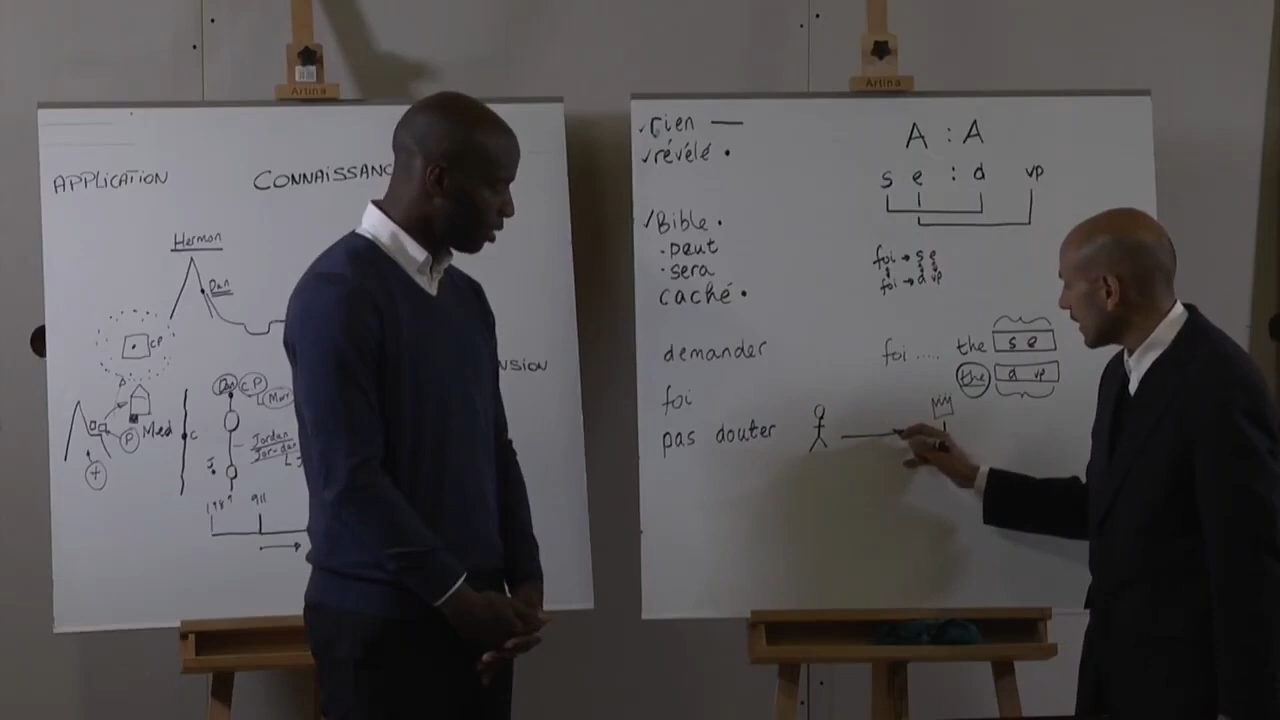 Artina
APPLICATION
CONNAISSANC
Hermon
Dan
CP
NSION
Dan CP
(Mur
Med
P
C
Jordan
Jor-dan
1989
911
Artina
rien —
révélé •
A : A
s e : d vp
Bible •
•peut
•sera
caché •
foi → s e
foi → d vp
demander
foi .... the s e
the d vp
foi
pas douter